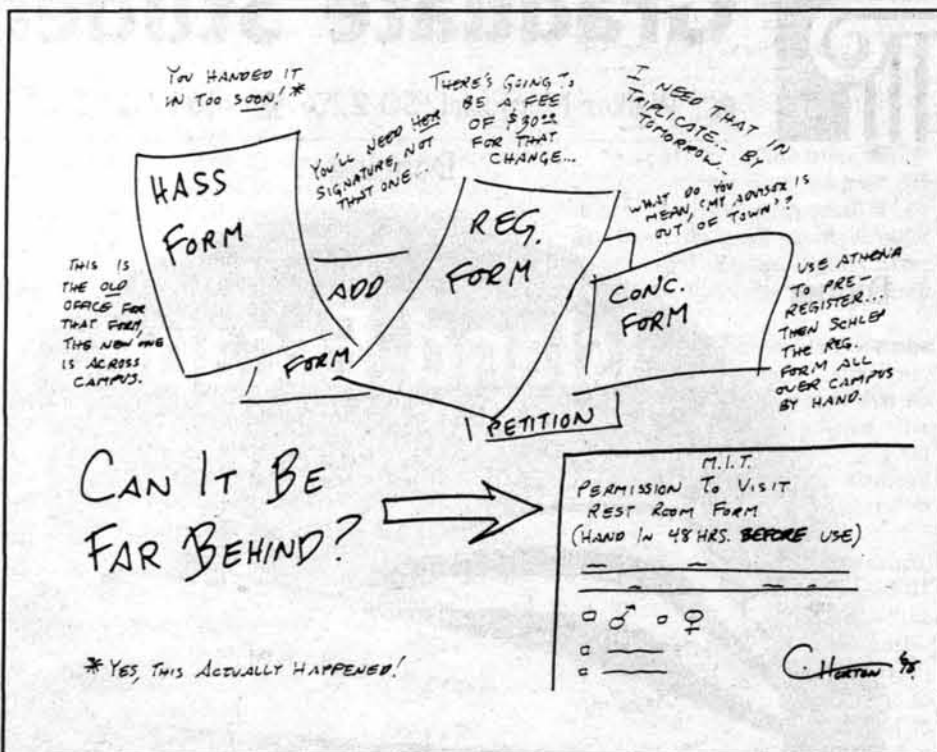 YOU HANDED IT
IN TOO SOON!*
YOU'LL NEED HER
SIGNATURE, NOT
THAT ONE...
THERE'S GOING TO
BE A FEE
OF $30.00
FOR THAT
CHANGE...
I NEED THAT IN
TRIPLICATE... BY
TOMORROW...
WHAT DO YOU
MEAN, "MY ADVISOR IS
OUT OF TOWN"?
THIS IS
THE OLD
OFFICE FOR
THAT FORM,
THE NEW ONE
IS ACROSS
CAMPUS.
HASS
FORM
ADD
FORM
REG.
FORM
CONC.
FORM
PETITION
USE ATHENA
TO PRE-
REGISTER...
THEN SCHLEP
THE REG.
FORM ALL
OVER CAMPUS
BY HAND.
CAN IT BE
FAR BEHIND?
M.I.T.
PERMISSION TO VISIT
REST ROOM FORM
(HAND IN 48 HRS. BEFORE USE)
♂ ♀
* YES, THIS ACTUALLY HAPPENED!
C HORTON